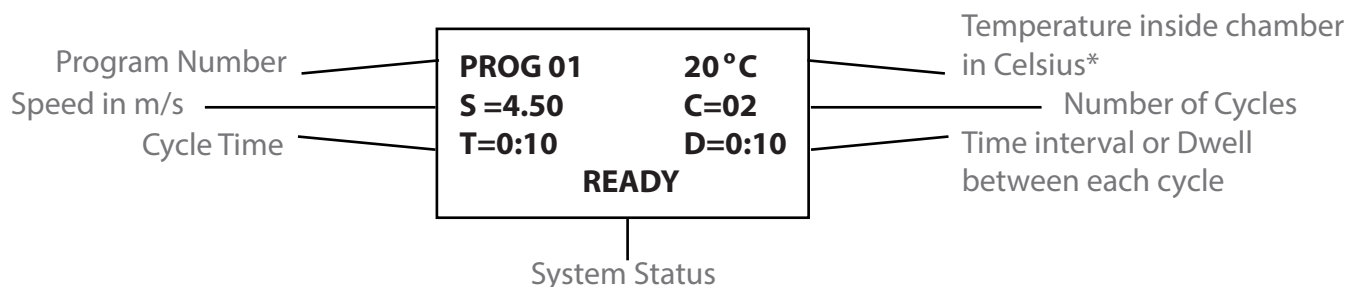 Program Number
Speed in m/s
Cycle Time
PROG 01 20°C
S =4.50 C=02
T=0:10 D=0:10
READY
Temperature inside chamber
in Celsius*
Number of Cycles
Time interval or Dwell
between each cycle
System Status